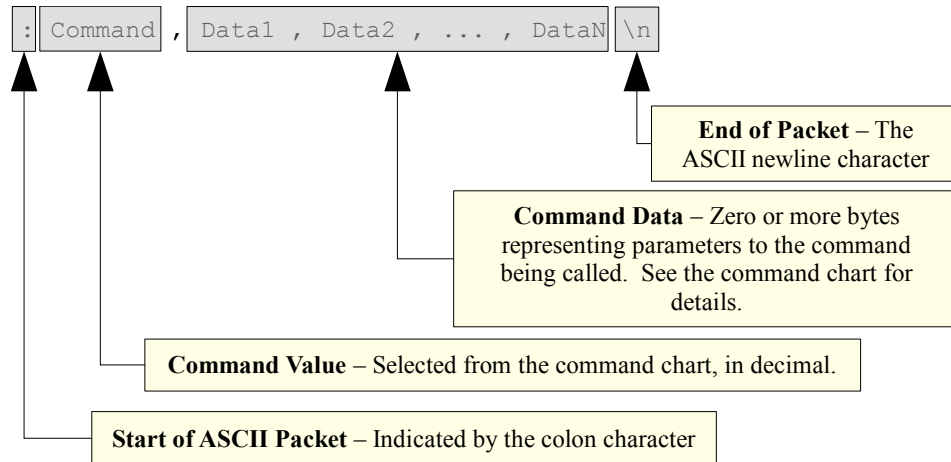 : Command , Data1 , Data2 , ... , DataN \n
End of Packet – The
ASCII newline character
Command Data – Zero or more bytes
representing parameters to the command
being called. See the command chart for
details.
Command Value – Selected from the command chart, in decimal.
Start of ASCII Packet – Indicated by the colon character